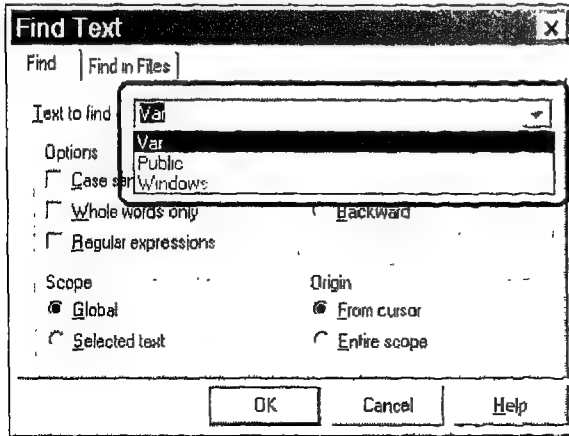 Find Text
Find Find in Files
Text to find Var
Var
Options
Public
Case sen
Windows
Whole words only Backward
Regular expressions
Scope Origin
Global From cursor
Selected text Entire scope
OK Cancel Help